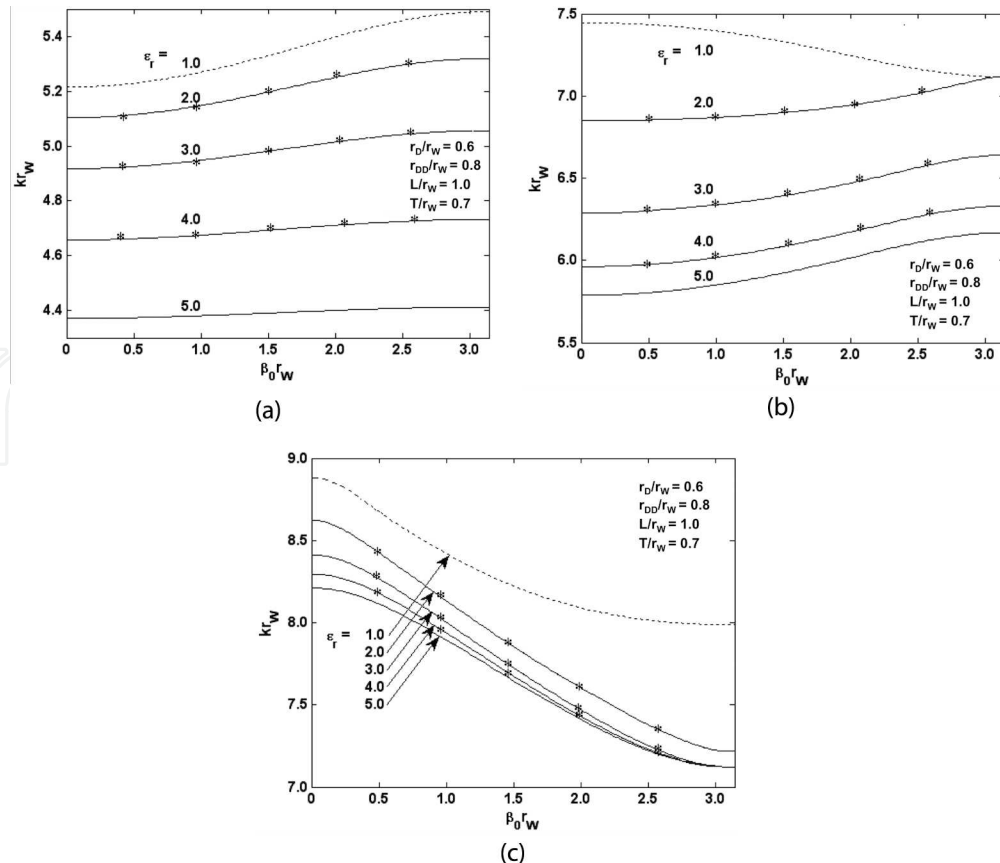 5.4
5.2
5.0
4.8
4.6
4.4
kr_W
ε_r =
1.0
2.0
3.0
4.0
5.0
r_D/r_W = 0.6
r_DD/r_W = 0.8
L/r_W = 1.0
T/r_W = 0.7
0 0.5 1.0 1.5 2.0 2.5 3.0
β_0 r_W
(a)
7.5
7.0
6.5
6.0
5.5
kr_W
ε_r =
1.0
2.0
3.0
4.0
5.0
r_D/r_W = 0.6
r_DD/r_W = 0.8
L/r_W = 1.0
T/r_W = 0.7
0 0.5 1.0 1.5 2.0 2.5 3.0
β_0 r_W
(b)
9.0
8.5
8.0
7.5
7.0
kr_W
r_D/r_W = 0.6
r_DD/r_W = 0.8
L/r_W = 1.0
T/r_W = 0.7
ε_r = 1.0
2.0
3.0
4.0
5.0
0 0.5 1.0 1.5 2.0 2.5 3.0
β_0 r_W
(c)